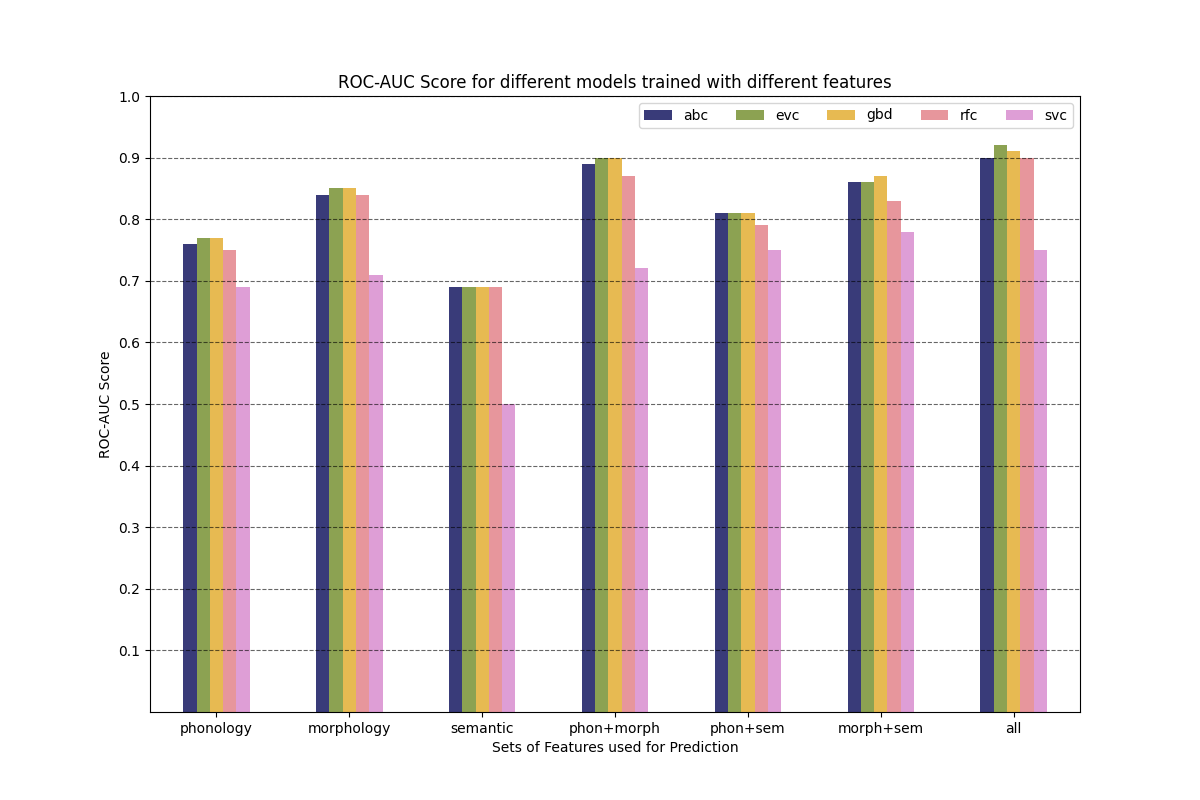 ROC-AUC Score for different models trained with different features
abc evc gbd rfc svc
1.0
0.9
0.8
0.7
0.6
0.5
0.4
0.3
0.2
0.1
ROC-AUC Score
phonology morphology semantic phon+morph phon+sem morph+sem all
Sets of Features used for Prediction